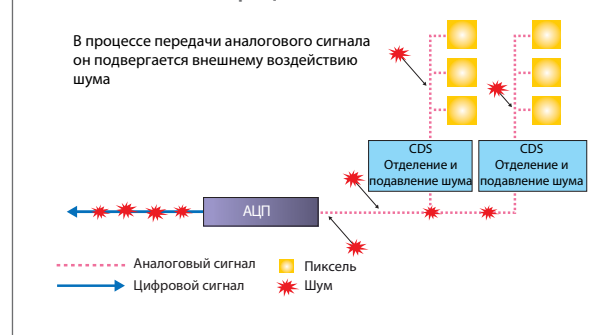 В процессе передачи аналогового сигнала
он подвергается внешнему воздействию
шума
CDS
Отделение и
подавление шума
CDS
Отделение и
подавление шума
АЦП
Аналоговый сигнал
Пиксель
Цифровой сигнал
Шум